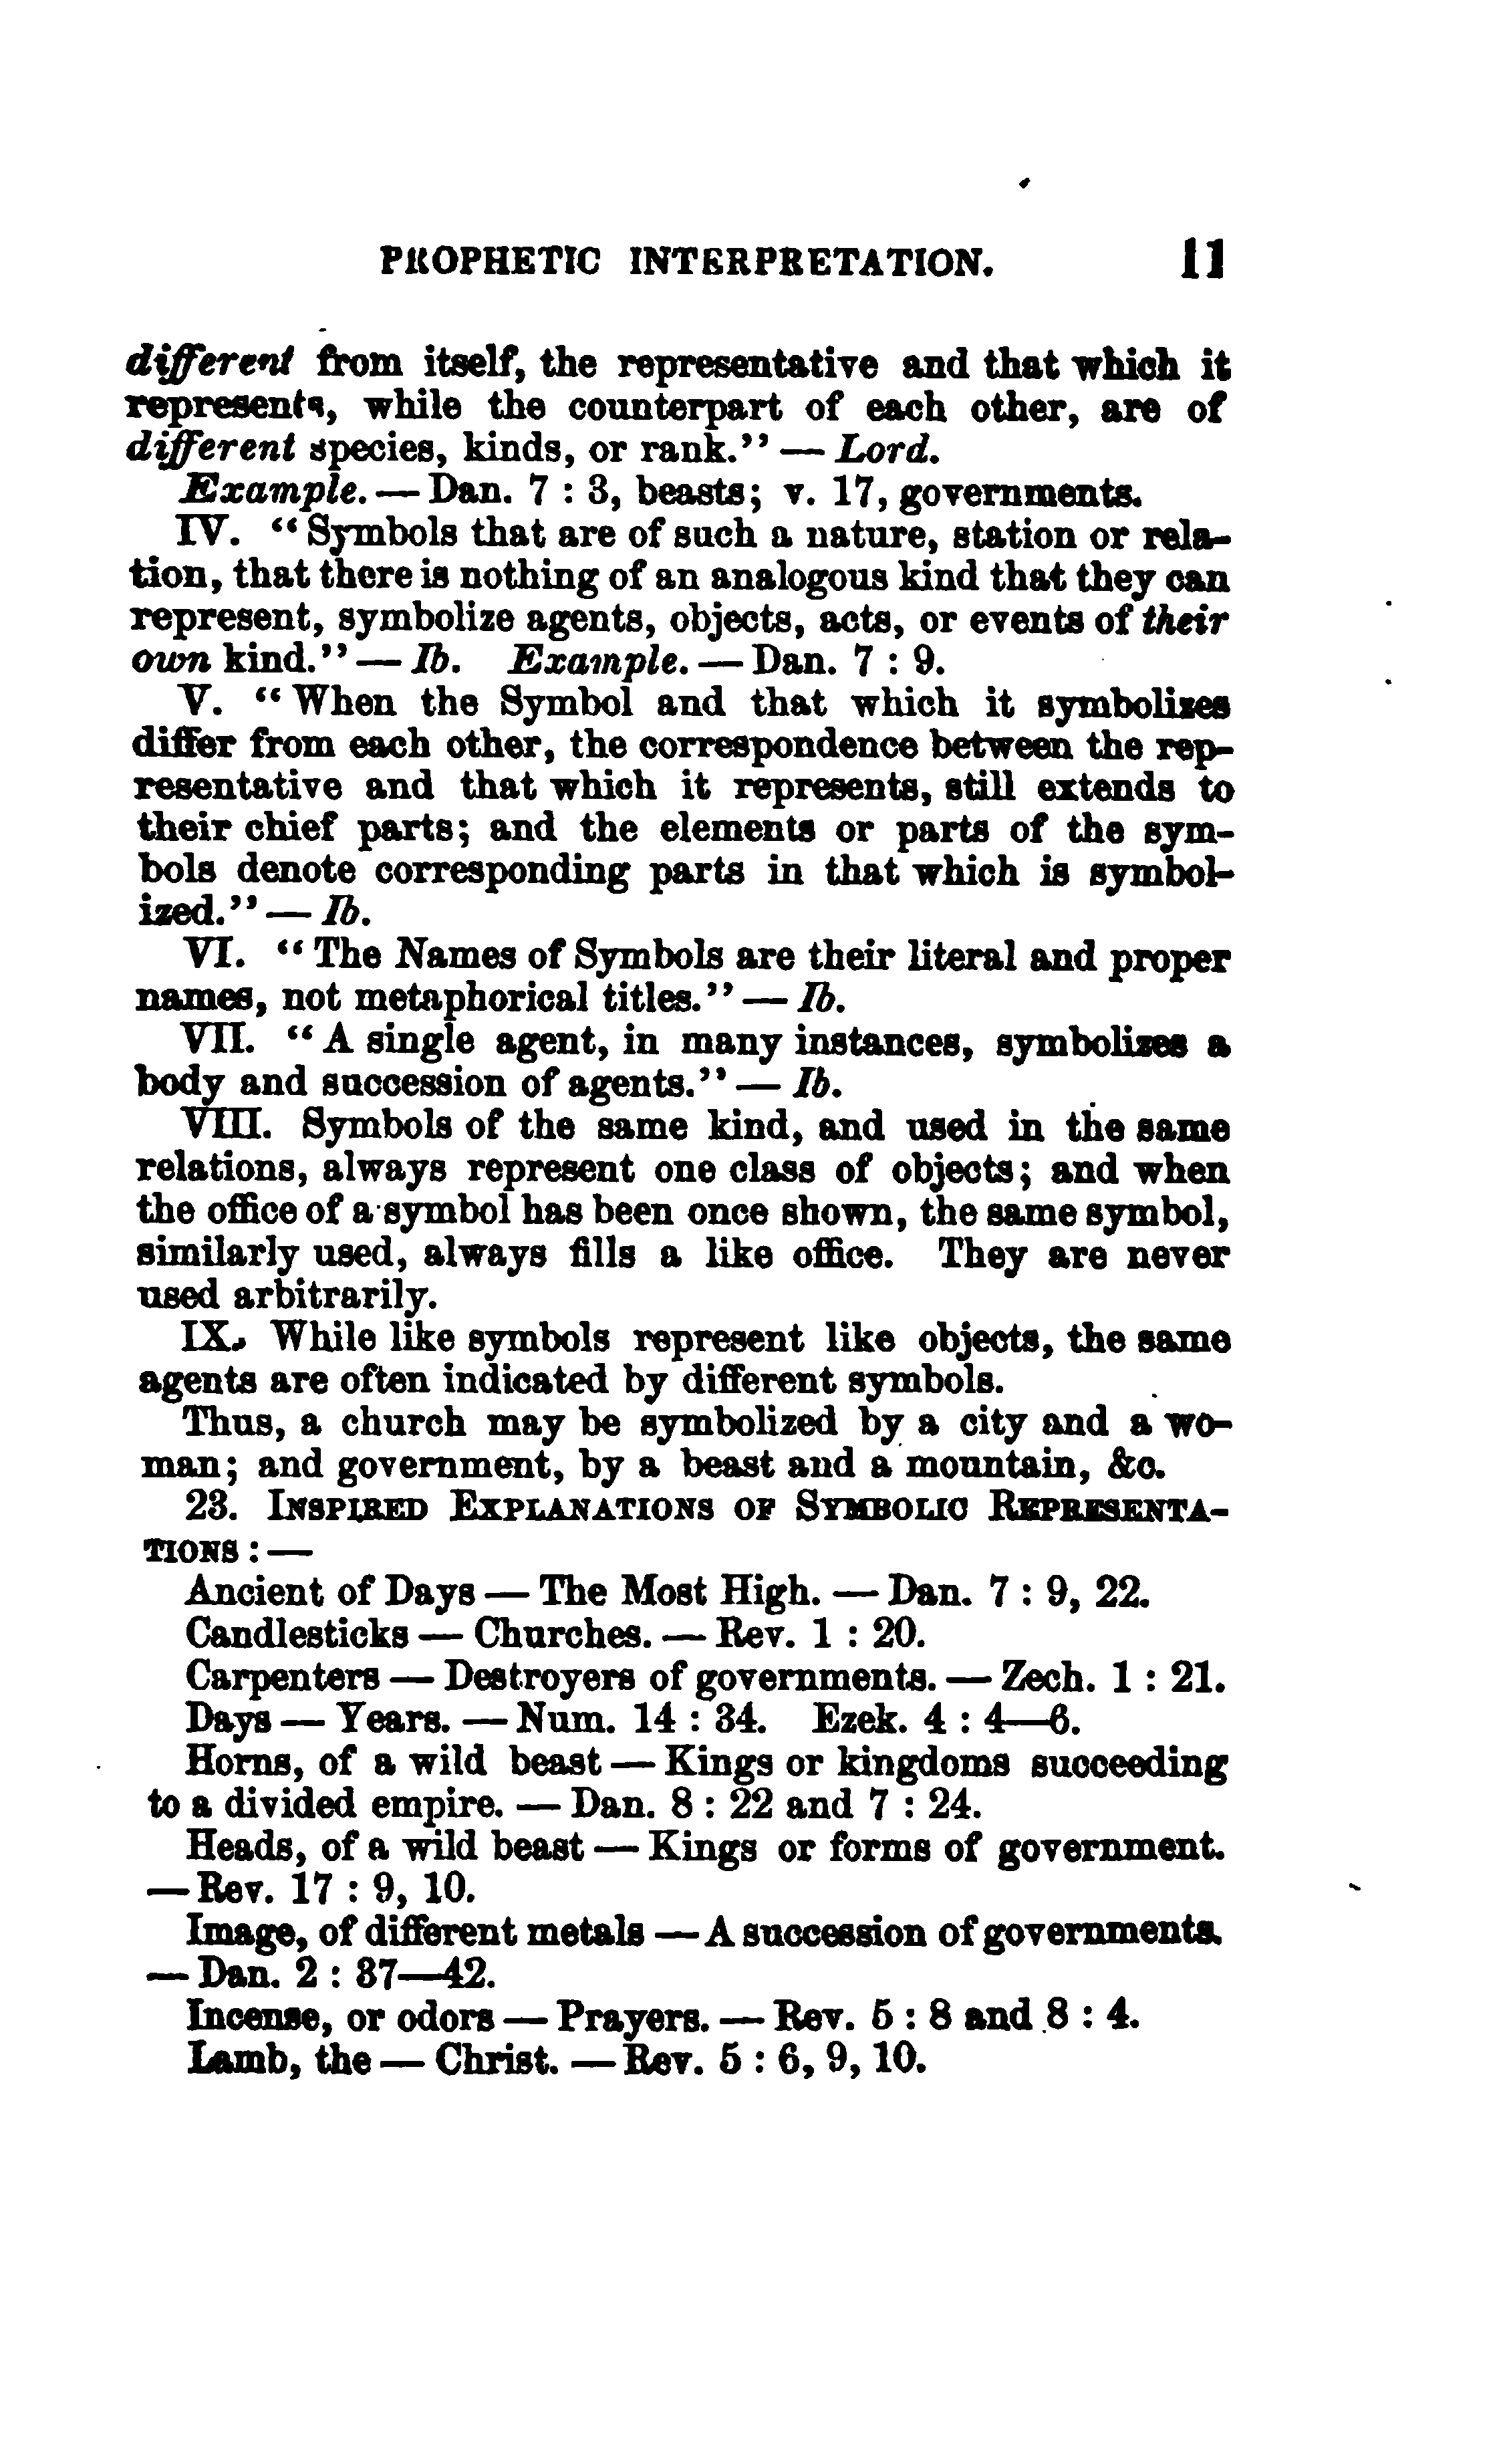 PROPHETIC INTERPRETATION. 11
different from itself, the representative and that which it
represents, while the counterpart of each other, are of
different species, kinds, or rank.” — Lord.
Example. — Dan. 7 : 3, beasts; v. 17, governments.
IV. “Symbols that are of such a nature, station or rela-
tion, that there is nothing of an analogous kind that they can
represent, symbolize agents, objects, acts, or events of their
own kind.” — Ib. Example. — Dan. 7 : 9.
V. “When the Symbol and that which it symbolizes
differ from each other, the correspondence between the rep-
resentative and that which it represents, still extends to
their chief parts; and the elements or parts of the sym-
bols denote corresponding parts in that which is symbol-
ized.” — Ib.
VI. “The Names of Symbols are their literal and proper
names, not metaphorical titles.” — Ib.
VII. “A single agent, in many instances, symbolizes a
body and succession of agents.” — Ib.
VIII. Symbols of the same kind, and used in the same
relations, always represent one class of objects; and when
the office of a symbol has been once shown, the same symbol,
similarly used, always fills a like office. They are never
used arbitrarily.
IX. While like symbols represent like objects, the same
agents are often indicated by different symbols.
Thus, a church may be symbolized by a city and a wo-
man; and government, by a beast and a mountain, &c.
23. INSPIRED EXPLANATIONS OF SYMBOLIC REPRESENTA-
TIONS : —
Ancient of Days — The Most High. — Dan. 7 : 9, 22.
Candlesticks — Churches. — Rev. 1 : 20.
Carpenters — Destroyers of governments. — Zech. 1 : 21.
Days — Years. — Num. 14 : 34. Ezek. 4 : 4—6.
Horns, of a wild beast — Kings or kingdoms succeeding
to a divided empire. — Dan. 8 : 22 and 7 : 24.
Heads, of a wild beast — Kings or forms of government.
— Rev. 17 : 9, 10.
Image, of different metals — A succession of governments.
— Dan. 2 : 37—42.
Incense, or odors — Prayers. — Rev. 5 : 8 and 8 : 4.
Lamb, the — Christ. — Rev. 5 : 6, 9, 10.